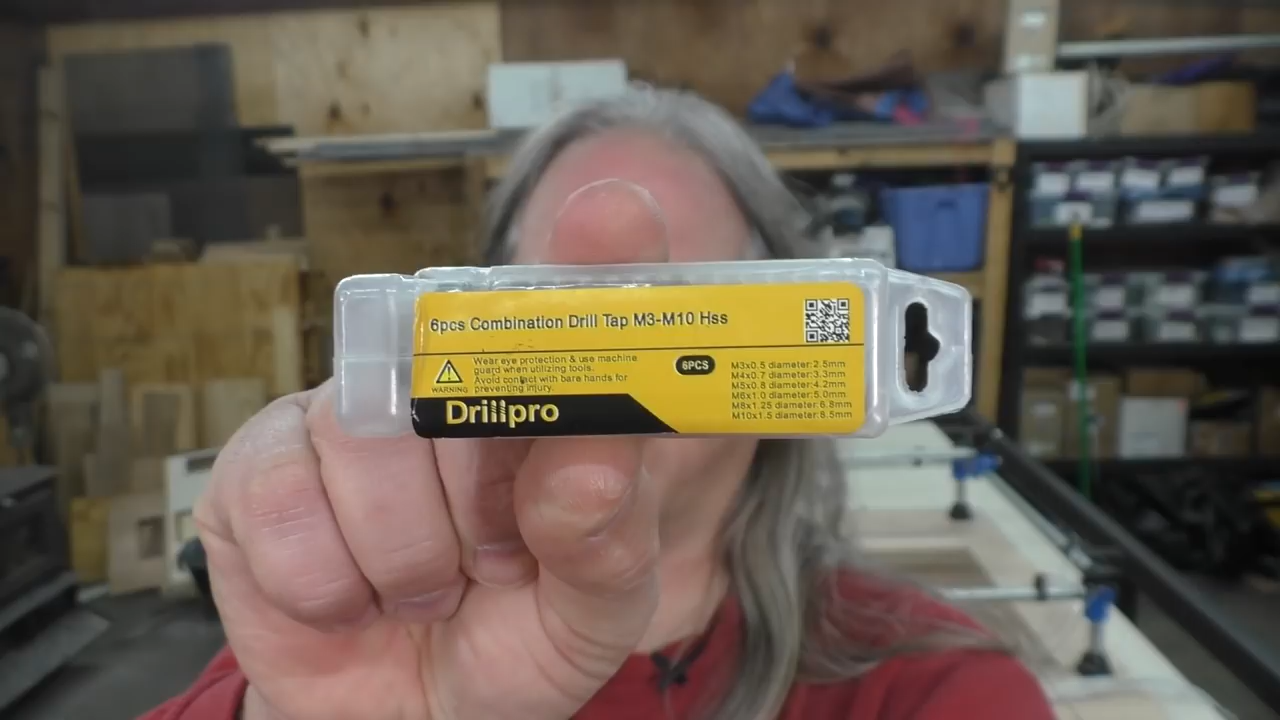 6pcs Combination Drill Tap M3-M10 Hss
WARNING
Wear eye protection & use machine
guard when utilizing tools.
Avoid contact with bare hands for
preventing injury.
6PCS
M3x0.5 diameter:2.5mm
M4x0.7 diameter:3.3mm
M5x0.8 diameter:4.2mm
M6x1.0 diameter:5.0mm
M8x1.25 diameter:6.8mm
M10x1.5 diameter:8.5mm
Drillpro